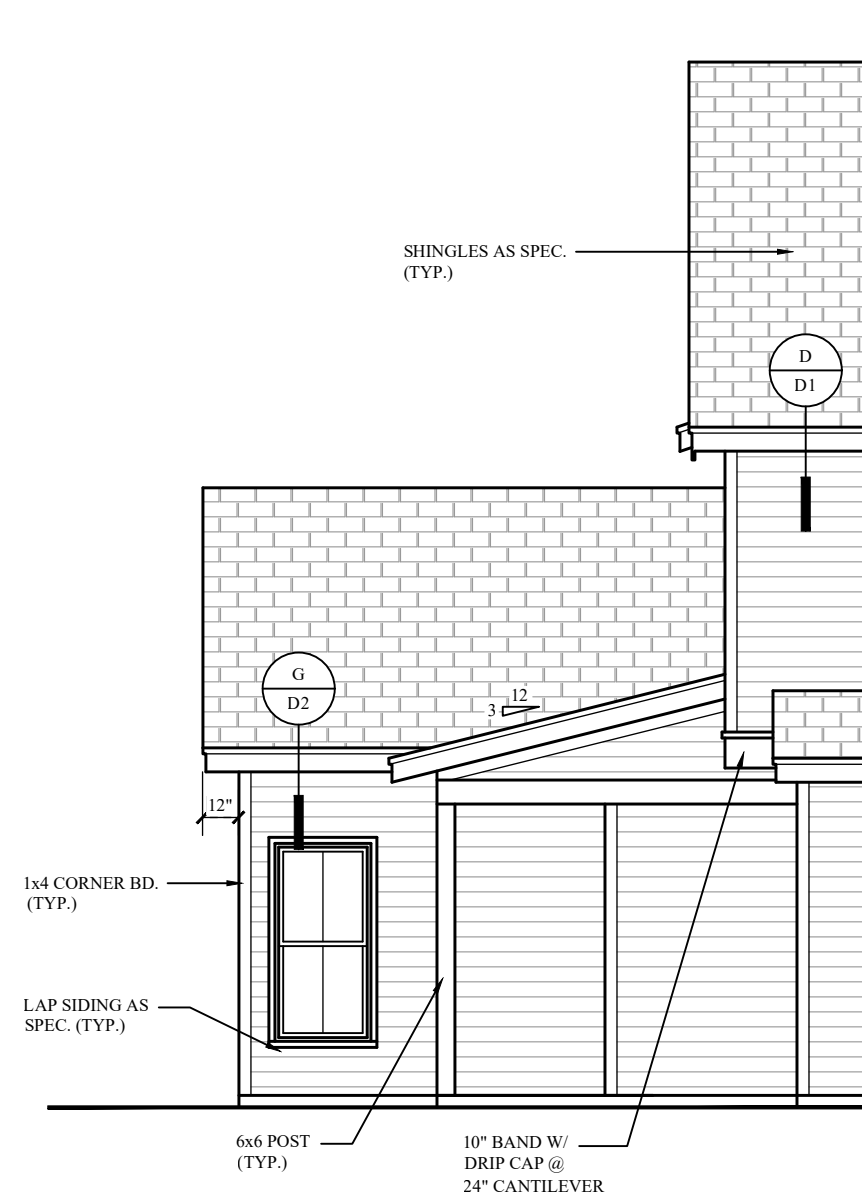 SHINGLES AS SPEC.
(TYP.)
D
D1
G
D2
12
3
12"
1x4 CORNER BD.
(TYP.)
LAP SIDING AS
SPEC. (TYP.)
6x6 POST
(TYP.)
10" BAND W/
DRIP CAP @
24" CANTILEVER